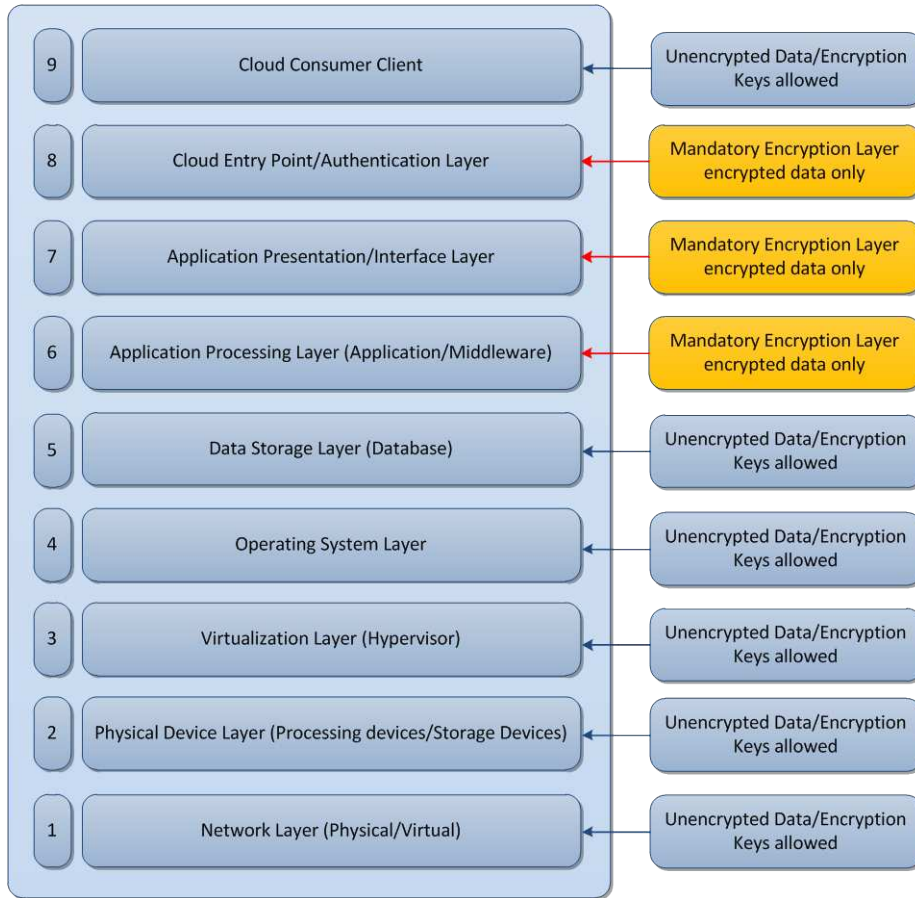 9
Cloud Consumer Client
Unencrypted Data/Encryption
Keys allowed
8
Cloud Entry Point/Authentication Layer
Mandatory Encryption Layer
encrypted data only
7
Application Presentation/Interface Layer
Mandatory Encryption Layer
encrypted data only
6
Application Processing Layer (Application/Middleware)
Mandatory Encryption Layer
encrypted data only
5
Data Storage Layer (Database)
Unencrypted Data/Encryption
Keys allowed
4
Operating System Layer
Unencrypted Data/Encryption
Keys allowed
3
Virtualization Layer (Hypervisor)
Unencrypted Data/Encryption
Keys allowed
2
Physical Device Layer (Processing devices/Storage Devices)
Unencrypted Data/Encryption
Keys allowed
1
Network Layer (Physical/Virtual)
Unencrypted Data/Encryption
Keys allowed